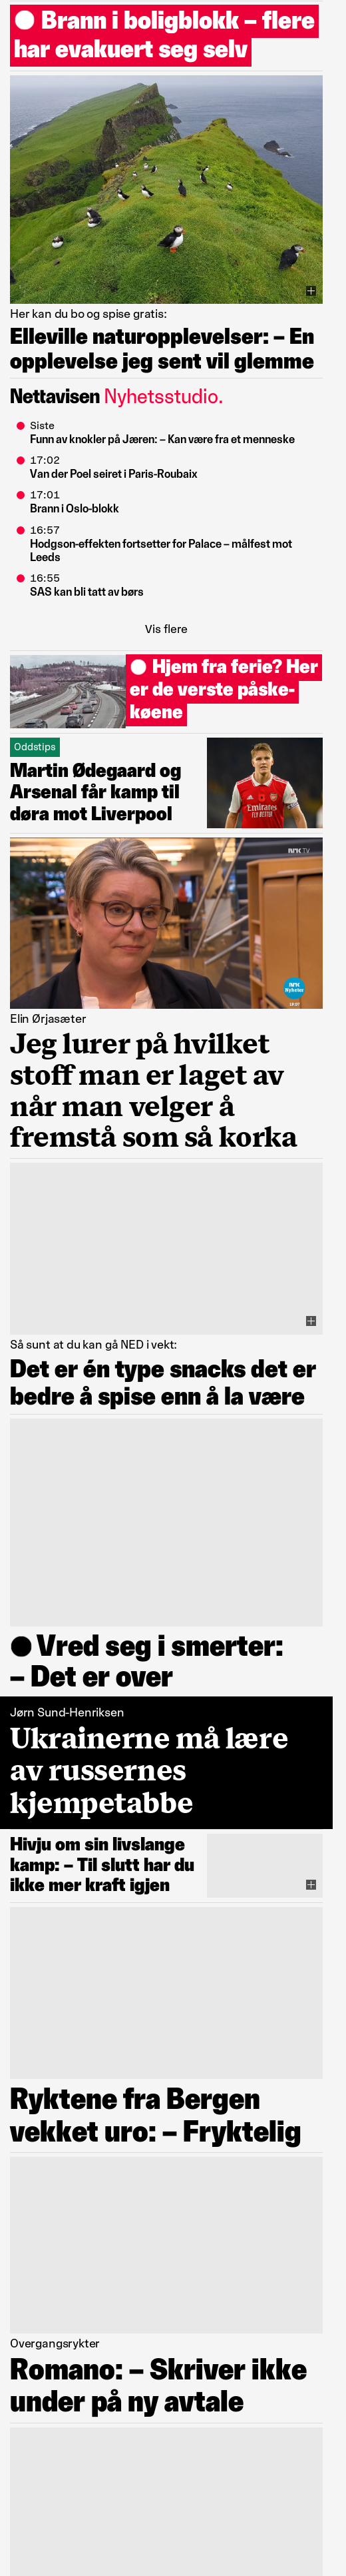 Brann i boligblokk – flere
har evakuert seg selv
Her kan du bo og spise gratis:
Elleville naturopplevelser: – En
opplevelse jeg sent vil glemme
Nettavisen Nyhetsstudio.
Siste
Funn av knokler på Jæren: – Kan være fra et menneske
17:02
Van der Poel seiret i Paris-Roubaix
17:01
Brann i Oslo-blokk
16:57
Hodgson-effekten fortsetter for Palace – målfest mot
Leeds
16:55
SAS kan bli tatt av børs
Vis flere
Hjem fra ferie? Her
er de verste påske-
køene
Oddstips
Martin Ødegaard og
Arsenal får kamp til
døra mot Liverpool
Emirates
FLY BETTER
NRK TV
NRK
Nyheter
Elin Ørjasæter
Jeg lurer på hvilket
stoff man er laget av
når man velger å
fremstå som så korka
Så sunt at du kan gå NED i vekt:
Det er én type snacks det er
bedre å spise enn å la være
Vred seg i smerter:
– Det er over
Jørn Sund-Henriksen
Ukrainerne må lære
av russernes
kjempetabbe
Hivju om sin livslange
kamp: – Til slutt har du
ikke mer kraft igjen
Ryktene fra Bergen
vekket uro: – Fryktelig
Overgangsrykter
Romano: – Skriver ikke
under på ny avtale